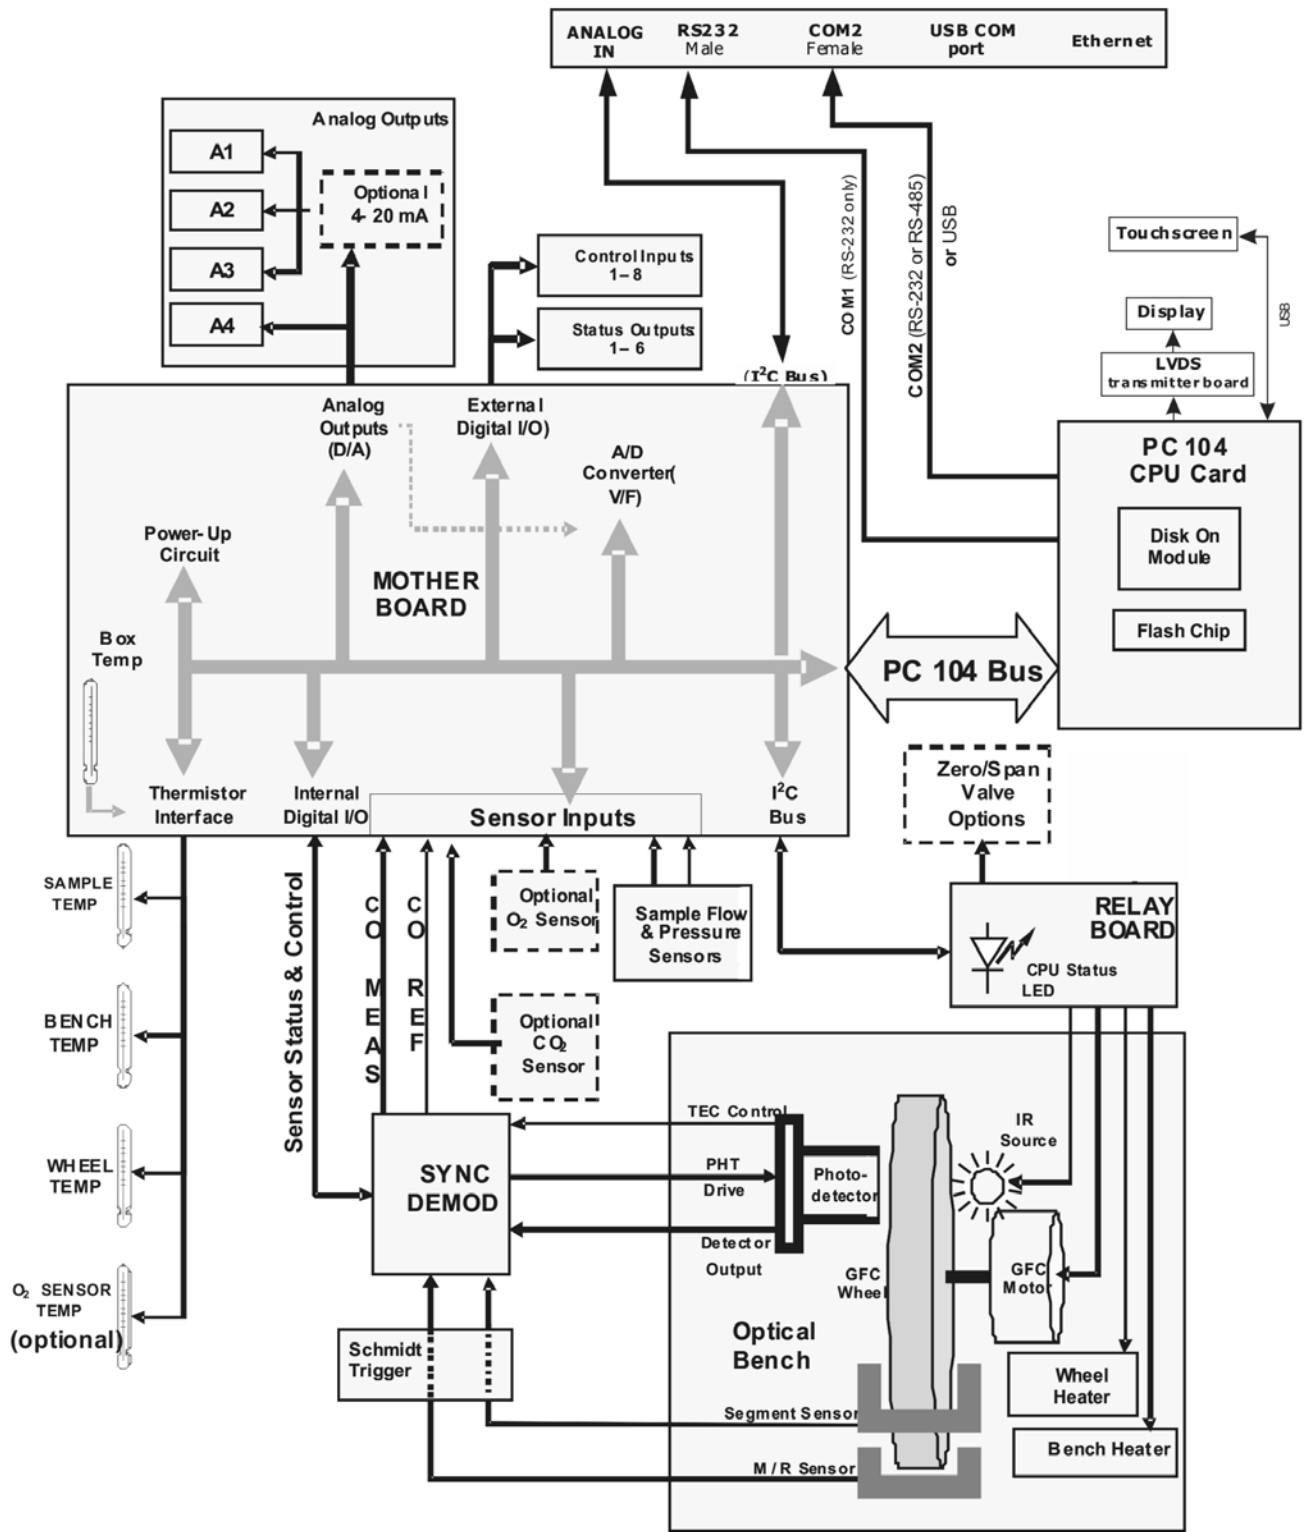 ANALOG IN
RS232 Male
COM2 Female
USB COM port
Ethernet
Analog Outputs
A1
A2
A3
A4
Optional
4- 20 mA
Control Inputs
1– 8
Status Outputs
1– 6
COM1 (RS-232 only)
COM2 (RS-232 or RS-485)
or USB
Touchscreen
USB
Display
LVDS
transmitter board
(I²C Bus)
Analog
Outputs
(D/A)
External
Digital I/O)
A/D
Converter(
V/F)
PC 104
CPU Card
Disk On
Module
Flash Chip
Power-Up
Circuit
MOTHER
BOARD
Box
Temp
PC 104 Bus
Thermistor
Interface
Internal
Digital I/O
Sensor Inputs
I²C
Bus
Zero/Span
Valve
Options
SAMPLE
TEMP
BENCH
TEMP
WHEEL
TEMP
O₂ SENSOR
TEMP
(optional)
Sensor Status & Control
CO MEAS
CO REF
Optional
O₂ Sensor
Sample Flow
& Pressure
Sensors
Optional
CO₂
Sensor
RELAY
BOARD
CPU Status
LED
SYNC
DEMOD
TEC Control
PHT
Drive
Detector
Output
Photo-
detector
IR
Source
GFC
Wheel
GFC
Motor
Schmidt
Trigger
Optical
Bench
Wheel
Heater
Segment Sensor
Bench Heater
M / R Sensor